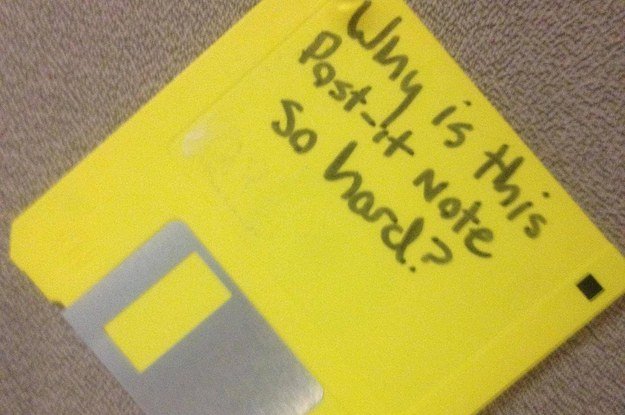 Why is this
Post-it Note
So hard?